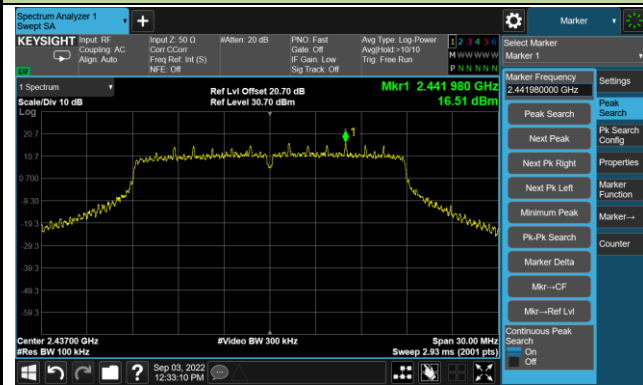 Spectrum Analyzer 1
Swept SA
Marker
KEYSIGHT
Input: RF
Coupling: AC
Align: Auto
Input Z: 50 Ω
Corr CCorr
Freq Ref: Int (S)
NFE: Off
#Atten: 20 dB
PNO: Fast
Gate: Off
IF Gain: Low
Sig Track: Off
Avg Type: Log-Power
Avg|Hold:>10/10
Trig: Free Run
1 2 3 4 5 6
M W W W W W
P N N N N N
LXI
Select Marker
Marker 1
1 Spectrum
Scale/Div 10 dB
Log
Ref Lvl Offset 20.70 dB
Ref Level 30.70 dBm
Mkr1 2.441 980 GHz
16.51 dBm
1
20.7
10.7
0.700
-9.30
-19.3
-29.3
-39.3
-49.3
-59.3
Center 2.43700 GHz
#Res BW 100 kHz
#Video BW 300 kHz
Span 30.00 MHz
Sweep 2.93 ms (2001 pts)
Marker Frequency
2.441980000 GHz
Peak Search
Next Peak
Next Pk Right
Next Pk Left
Minimum Peak
Pk-Pk Search
Marker Delta
Mkr→CF
Mkr→Ref Lvl
Continuous Peak
Search
On
Off
Settings
Peak
Search
Pk Search
Config
Properties
Marker
Function
Marker→
Counter
?
Sep 03, 2022
12:33:10 PM